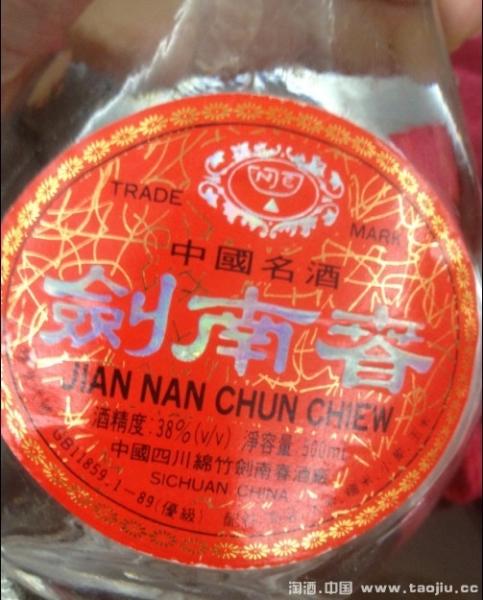 TRADE MARK
中國名酒
劍南春
JIAN NAN CHUN CHIEW
酒精度:38%(v/v) 淨容量 500mL
中國四川綿竹劍南春酒廠
SICHUAN CHINA
GB11859.1-89(優級)
淘酒.中国 www.taojiu.cc